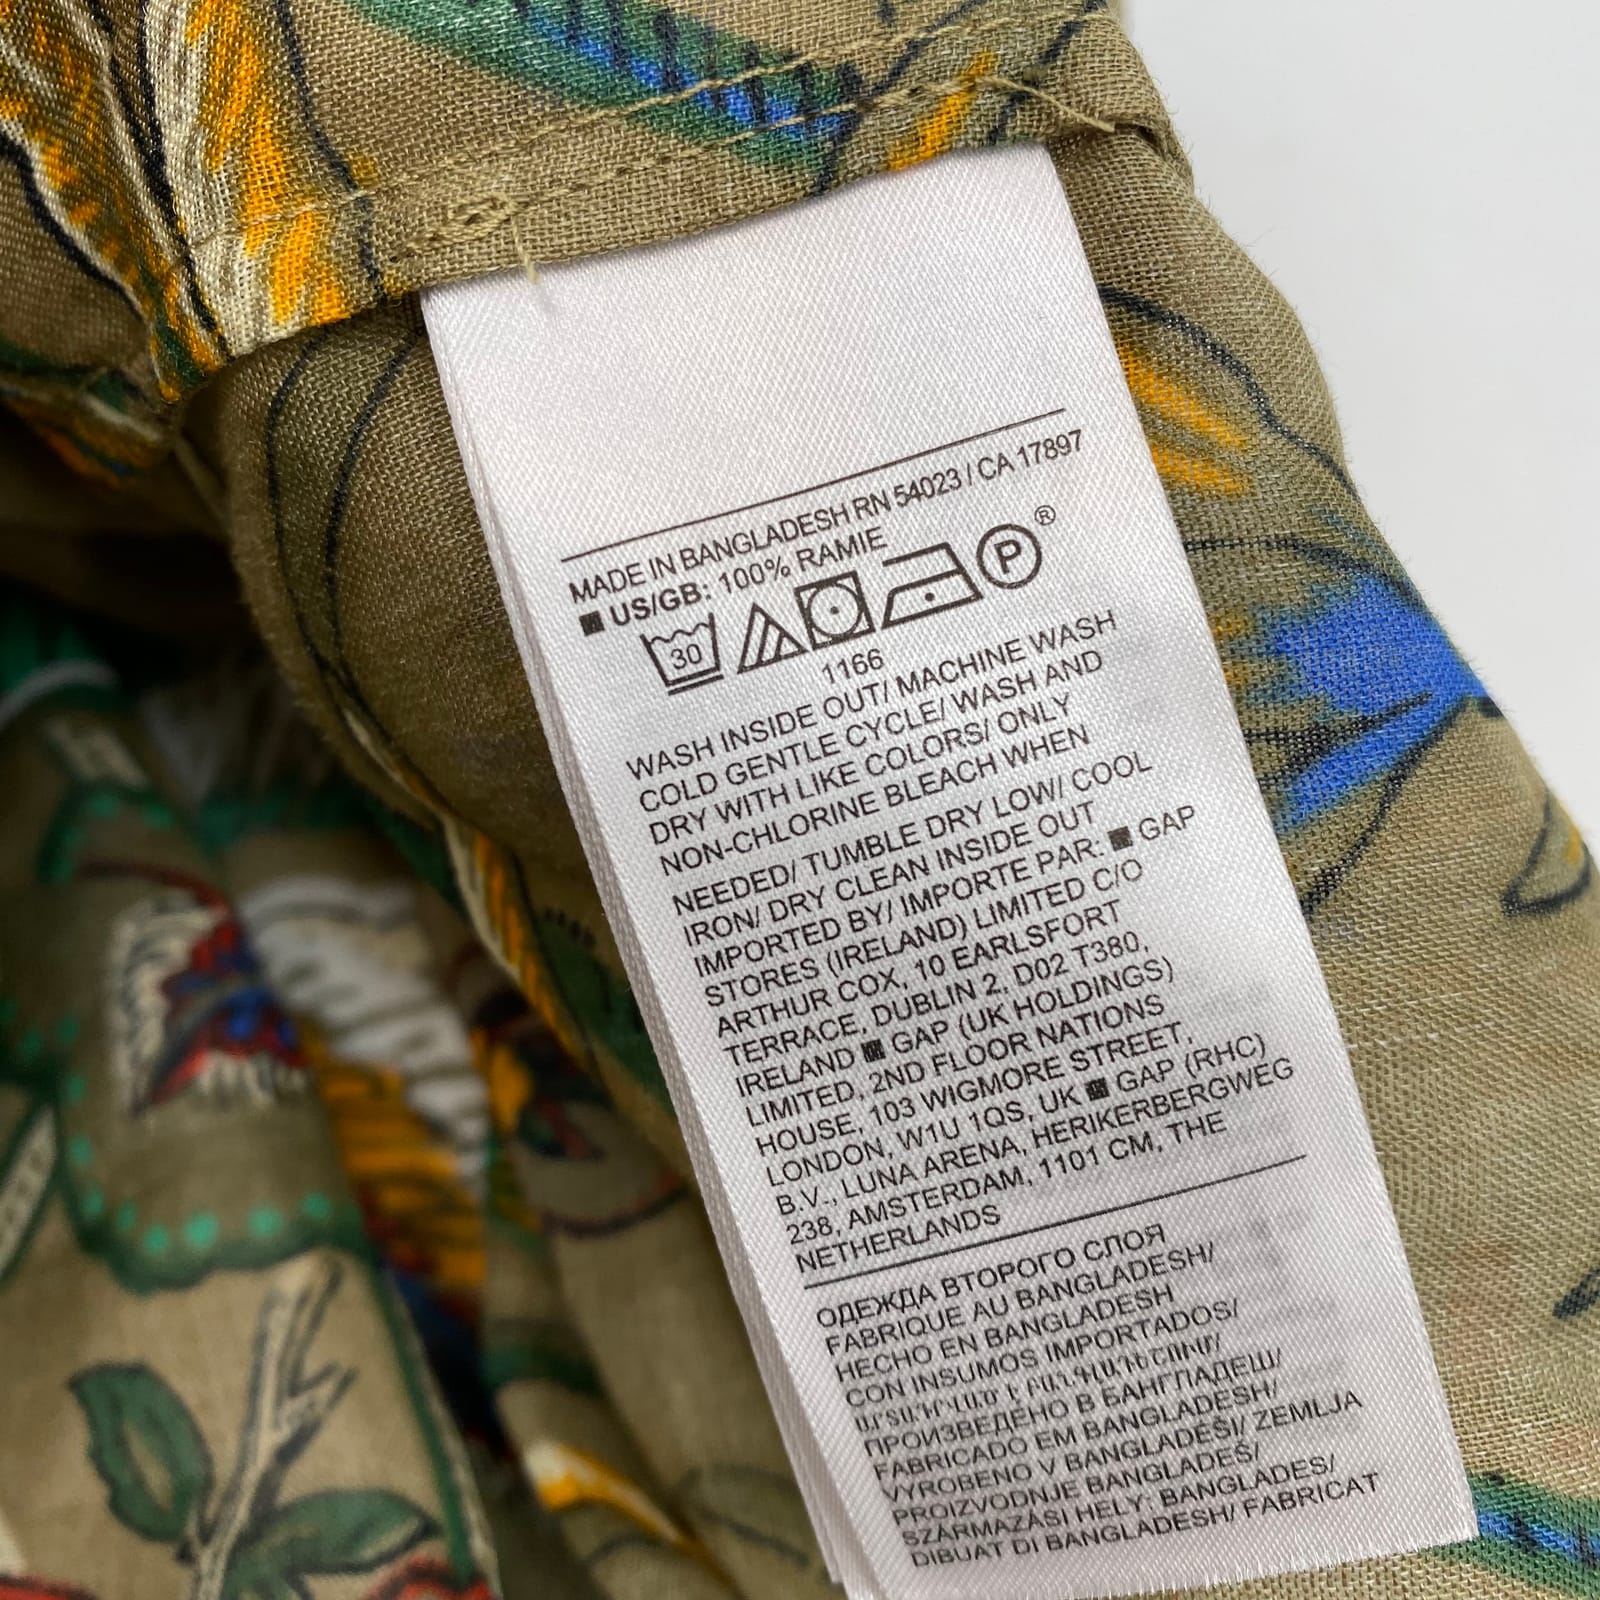 MADE IN BANGLADESH RN 54023 / CA 17897
US/GB: 100% RAMIE
30 P ®
1166
WASH INSIDE OUT/ MACHINE WASH
COLD GENTLE CYCLE/ WASH AND
DRY WITH LIKE COLORS/ ONLY
NON-CHLORINE BLEACH WHEN
NEEDED/ TUMBLE DRY LOW/ COOL
IRON/ DRY CLEAN INSIDE OUT
IMPORTED BY/ IMPORTE PAR: GAP
STORES (IRELAND) LIMITED C/O
ARTHUR COX, 10 EARLSFORT
TERRACE, DUBLIN 2, D02 T380,
IRELAND GAP (UK HOLDINGS)
LIMITED, 2ND FLOOR NATIONS
HOUSE, 103 WIGMORE STREET,
LONDON, W1U 1QS, UK GAP (RHC)
B.V., LUNA ARENA, HERIKERBERGWEG
238, AMSTERDAM, 1101 CM, THE
NETHERLANDS
ОДЕЖДА ВТОРОГО СЛОЯ
FABRIQUE AU BANGLADESH/
HECHO EN BANGLADESH
CON INSUMOS IMPORTADOS/
ПРОИЗВЕДЕНО В БАНГЛАДЕШ/
FABRICADO EM BANGLADESH/
VYROBENO V BANGLADÉŠI/ ZEMLJA
PROIZVODNJE BANGLADEŠ/
SZÁRMAZÁSI HELY: BANGLADES/
DIBUAT DI BANGLADESH/ FABRICAT